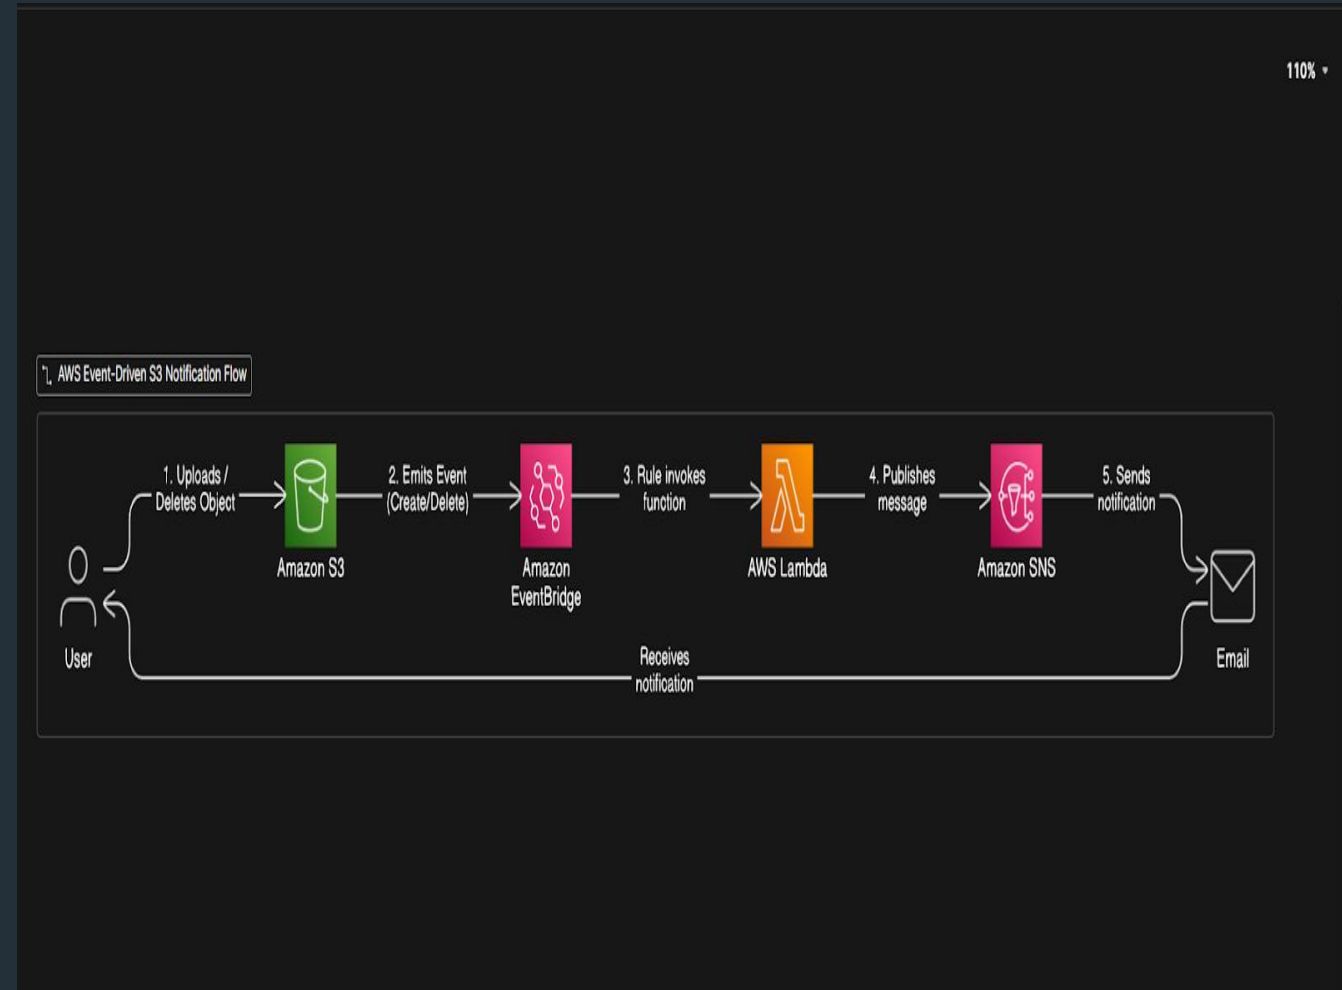 110%
AWS Event-Driven S3 Notification Flow
1. Uploads /
Deletes Object
2. Emits Event
(Create/Delete)
3. Rule invokes
function
4. Publishes
message
5. Sends
notification
Amazon S3
Amazon
EventBridge
AWS Lambda
Amazon SNS
User
Receives
notification
Email